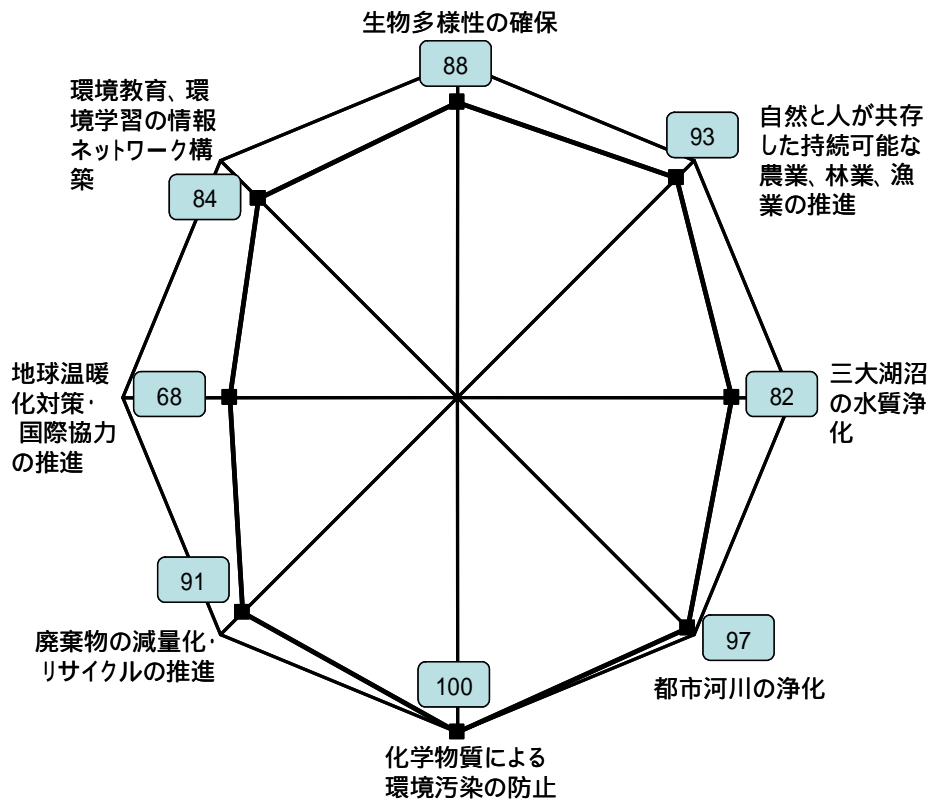 生物多様性の確保
88
自然と人が共存
した持続可能な
農業、林業、漁
業の推進
93
三大湖沼
の水質浄
化
82
97
都市河川の浄化
100
化学物質による
環境汚染の防止
91
廃棄物の減量化・
リサイクルの推進
地球温暖
化対策・
国際協力
の推進
68
環境教育、環
境学習の情報
ネットワーク構
築
84